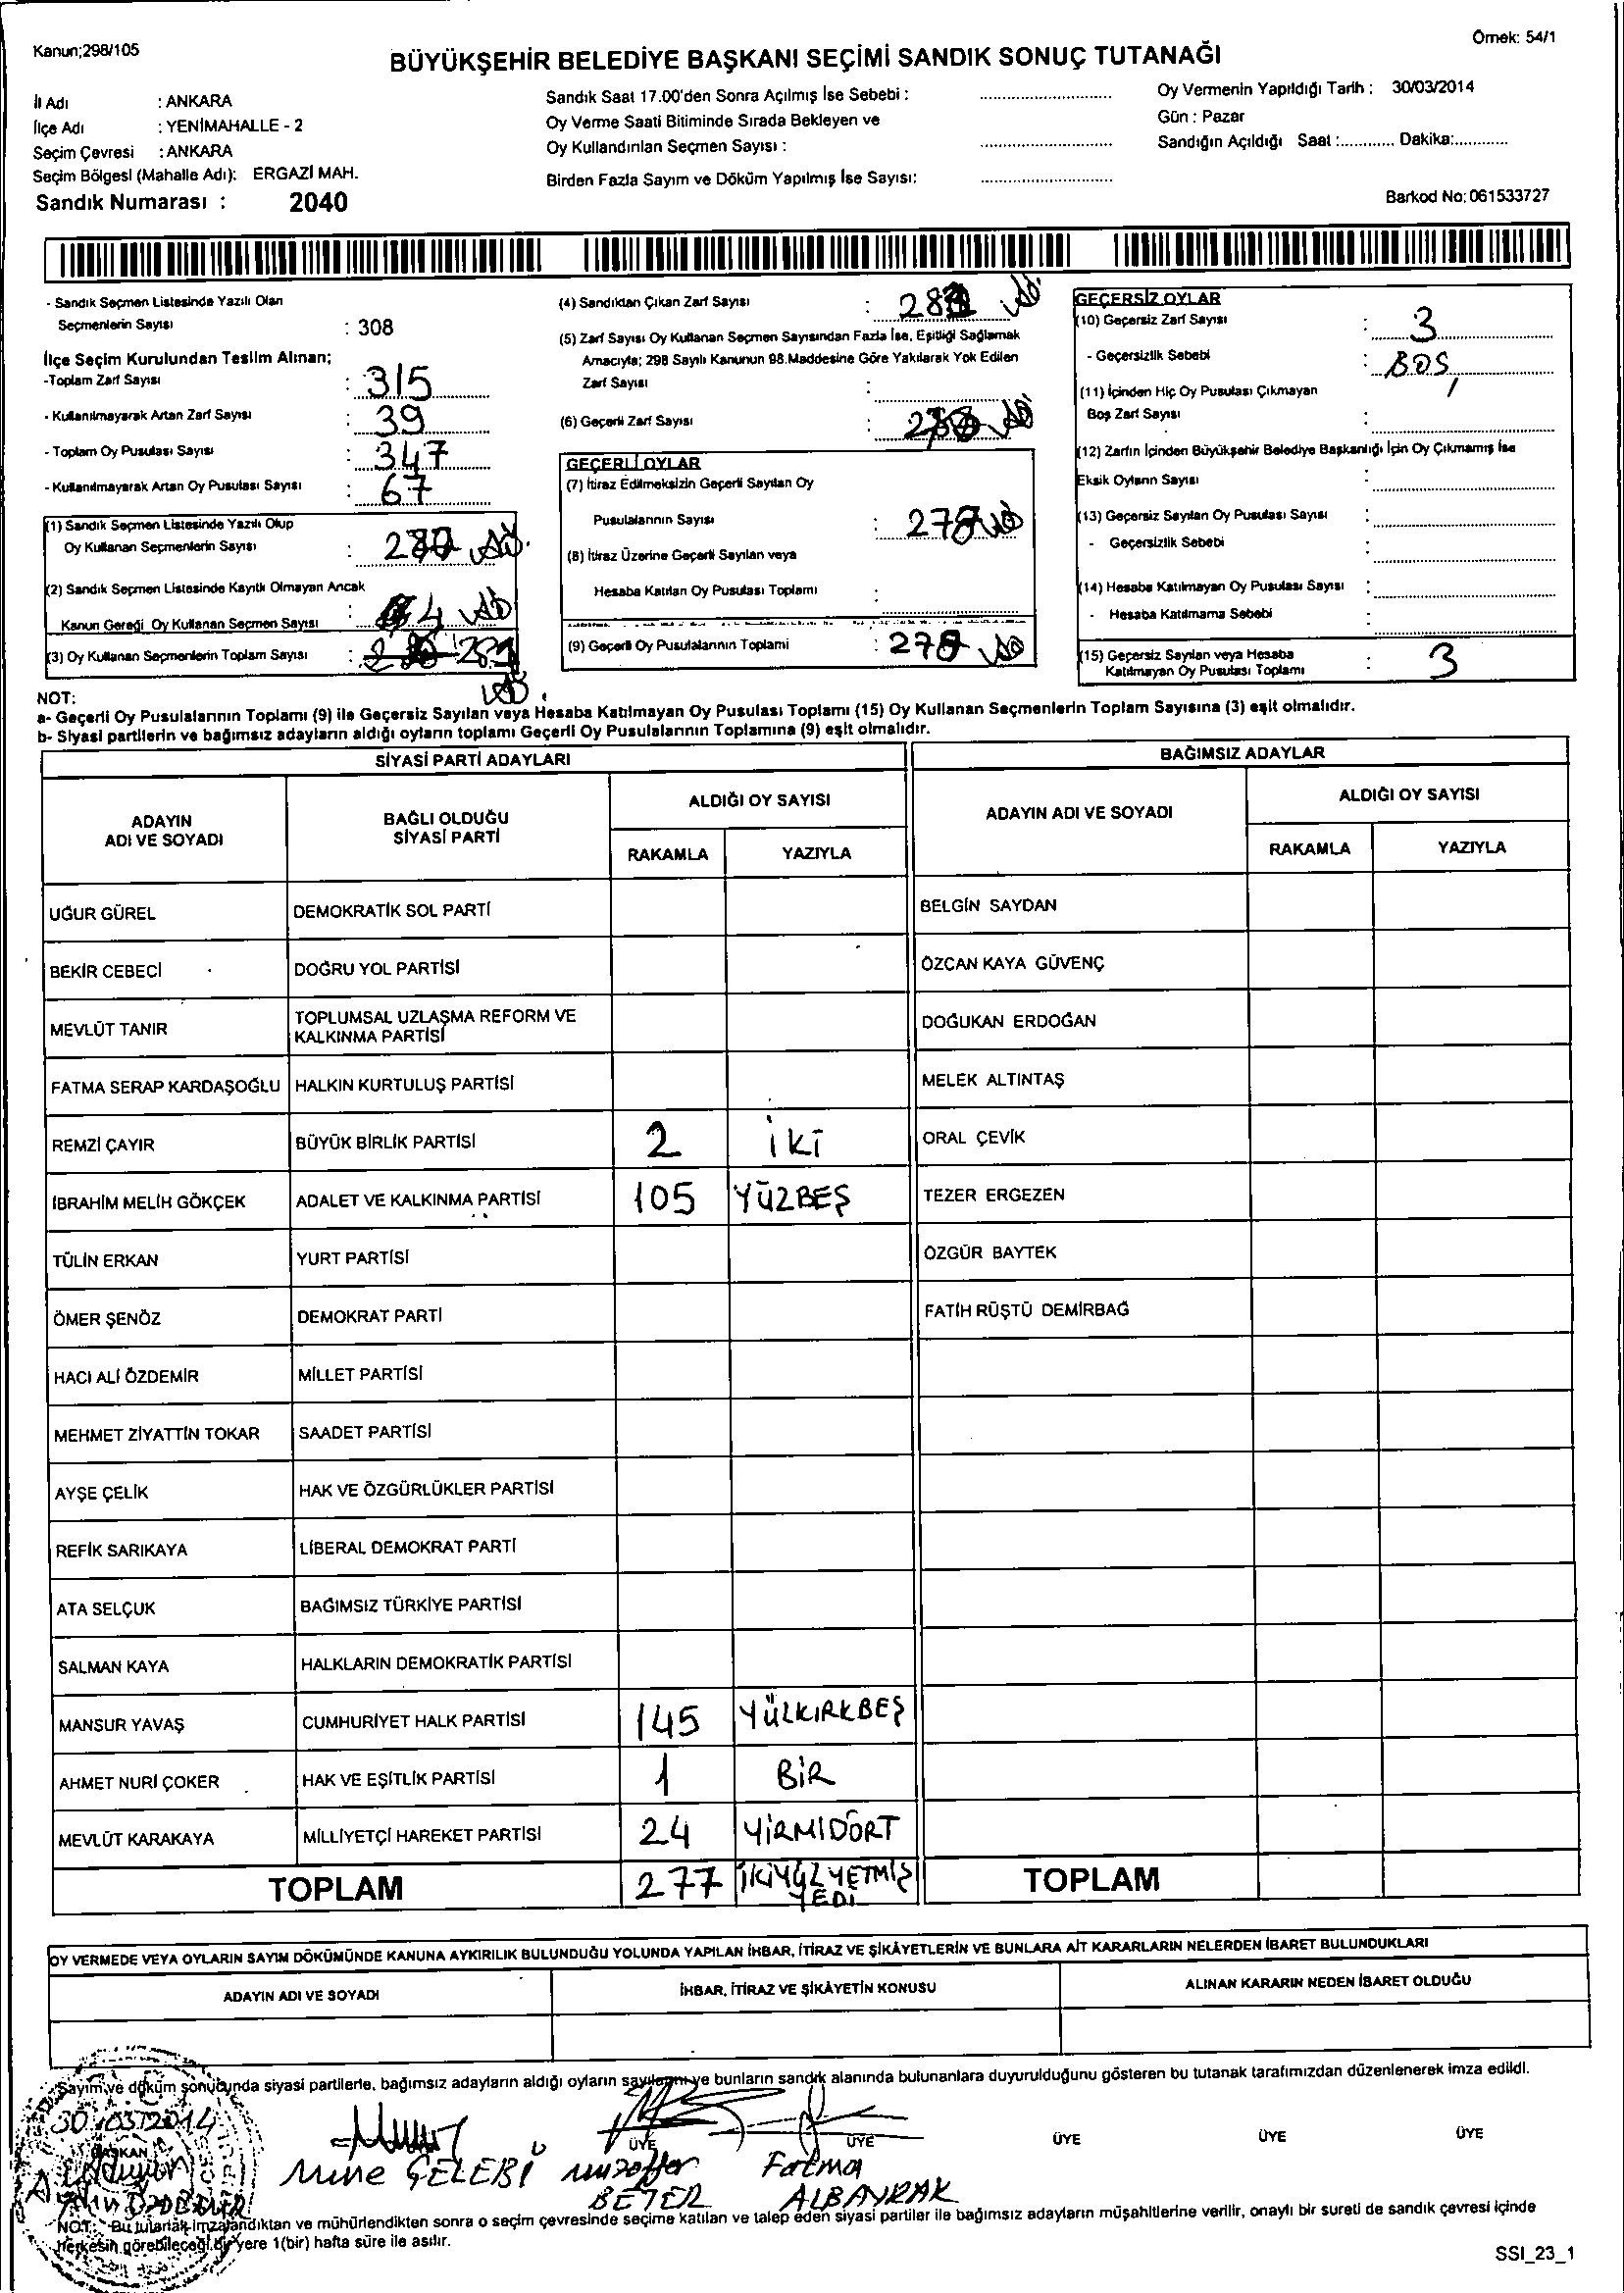 Kanun;298/105
Örnek: 54/1
BÜYÜKŞEHİR BELEDİYE BAŞKANI SEÇİMİ SANDIK SONUÇ TUTANAĞI
İl Adı : ANKARA
İlçe Adı : YENİMAHALLE - 2
Seçim Çevresi : ANKARA
Seçim Bölgesi (Mahalle Adı): ERGAZİ MAH.
Sandık Numarası : 2040
Sandık Saat 17.00'den Sonra Açılmış İse Sebebi :
Oy Verme Saati Bitiminde Sırada Bekleyen ve
Oy Kullandırılan Seçmen Sayısı :
Birden Fazla Sayım ve Döküm Yapılmış İse Sayısı:
Oy Vermenin Yapıldığı Tarih : 30/03/2014
Gün : Pazar
Sandığın Açıldığı Saat :............ Dakika:............
Barkod No: 061533727
- Sandık Seçmen Listesinde Yazılı Olan
Seçmenlerin Sayısı : 308
İlçe Seçim Kurulundan Teslim Alınan;
-Toplam Zarf Sayısı : 315
- Kullanılmayarak Artan Zarf Sayısı : 39
- Toplam Oy Pusulası Sayısı : 347
- Kullanılmayarak Artan Oy Pusulası Sayısı : 67
(1) Sandık Seçmen Listesinde Yazılı Olup
Oy Kullanan Seçmenlerin Sayısı :
(2) Sandık Seçmen Listesinde Kayıtlı Olmayan Ancak
Kanun Gereği Oy Kullanan Seçmen Sayısı : 4
(3) Oy Kullanan Seçmenlerin Toplam Sayısı :
(4) Sandıktan Çıkan Zarf Sayısı :
(5) Zarf Sayısı Oy Kullanan Seçmen Sayısından Fazla İse, Eşitliği Sağlamak
Amacıyla; 298 Sayılı Kanunun 98.Maddesine Göre Yakılarak Yok Edilen
Zarf Sayısı :
(6) Geçerli Zarf Sayısı :
GEÇERLİ OYLAR
(7) İtiraz Edilmeksizin Geçerli Sayılan Oy
Pusulalarının Sayısı : 278
(8) İtiraz Üzerine Geçerli Sayılan veya
Hesaba Katılan Oy Pusulası Toplamı :
(9) Geçerli Oy Pusulalarının Toplamı : 278
GEÇERSİZ OYLAR
(10) Geçersiz Zarf Sayısı : 3
- Geçersizlik Sebebi : BOŞ
(11) İçinden Hiç Oy Pusulası Çıkmayan
Boş Zarf Sayısı :
(12) Zarfın İçinden Büyükşehir Belediye Başkanlığı İçin Oy Çıkmamış İse
Eksik Oyların Sayısı :
(13) Geçersiz Sayılan Oy Pusulası Sayısı :
- Geçersizlik Sebebi :
(14) Hesaba Katılmayan Oy Pusulası Sayısı :
- Hesaba Katılmama Sebebi :
(15) Geçersiz Sayılan veya Hesaba
Katılmayan Oy Pusulası Toplamı : 3
NOT:
a- Geçerli Oy Pusulalarının Toplamı (9) ile Geçersiz Sayılan veya Hesaba Katılmayan Oy Pusulası Toplamı (15) Oy Kullanan Seçmenlerin Toplam Sayısına (3) eşit olmalıdır.
b- Siyasi partilerin ve bağımsız adayların aldığı oyların toplamı Geçerli Oy Pusulalarının Toplamına (9) eşit olmalıdır.
SİYASİ PARTİ ADAYLARI
BAĞIMSIZ ADAYLAR
ADAYIN
ADI VE SOYADI
BAĞLI OLDUĞU
SİYASİ PARTİ
ALDIĞI OY SAYISI
RAKAMLA YAZIYLA
ADAYIN ADI VE SOYADI
ALDIĞI OY SAYISI
RAKAMLA YAZIYLA
UĞUR GÜREL DEMOKRATİK SOL PARTİ BELGİN SAYDAN
BEKİR CEBECİ DOĞRU YOL PARTİSİ ÖZCAN KAYA GÜVENÇ
MEVLÜT TANIR TOPLUMSAL UZLAŞMA REFORM VE
KALKINMA PARTİSİ DOĞUKAN ERDOĞAN
FATMA SERAP KARDAŞOĞLU HALKIN KURTULUŞ PARTİSİ MELEK ALTINTAŞ
REMZİ ÇAYIR BÜYÜK BİRLİK PARTİSİ 2 İKİ ORAL ÇEVİK
İBRAHİM MELİH GÖKÇEK ADALET VE KALKINMA PARTİSİ 105 YÜZBEŞ TEZER ERGEZEN
TÜLİN ERKAN YURT PARTİSİ ÖZGÜR BAYTEK
ÖMER ŞENÖZ DEMOKRAT PARTİ FATİH RÜŞTÜ DEMİRBAĞ
HACI ALİ ÖZDEMİR MİLLET PARTİSİ
MEHMET ZİYATTİN TOKAR SAADET PARTİSİ
AYŞE ÇELİK HAK VE ÖZGÜRLÜKLER PARTİSİ
REFİK SARIKAYA LİBERAL DEMOKRAT PARTİ
ATA SELÇUK BAĞIMSIZ TÜRKİYE PARTİSİ
SALMAN KAYA HALKLARIN DEMOKRATİK PARTİSİ
MANSUR YAVAŞ CUMHURİYET HALK PARTİSİ 145 YÜZKIRKBEŞ
AHMET NURİ ÇOKER HAK VE EŞİTLİK PARTİSİ 1 BİR
MEVLÜT KARAKAYA MİLLİYETÇİ HAREKET PARTİSİ 24 YİRMİDÖRT
TOPLAM 277 İKİYÜZYETMİŞ
YEDİ
TOPLAM
OY VERMEDE VEYA OYLARIN SAYIM DÖKÜMÜNDE KANUNA AYKIRILIK BULUNDUĞU YOLUNDA YAPILAN İHBAR, İTİRAZ VE ŞİKÂYETLERİN VE BUNLARA AİT KARARLARIN NELERDEN İBARET BULUNDUKLARI
ADAYIN ADI VE SOYADI İHBAR, İTİRAZ VE ŞİKÂYETİN KONUSU ALINAN KARARIN NEDEN İBARET OLDUĞU
Sayım ve döküm sonucunda siyasi partilerle, bağımsız adayların aldığı oyların sayılarını ve bunların sandık alanında bulunanlara duyurulduğunu gösteren bu tutanak tarafımızdan düzenlenerek imza edildi.
30.03.2014
BAŞKAN ÜYE ÜYE ÜYE ÜYE ÜYE
Mine ÇELEBİ Muzaffer Fatma
BETER ALBAYRAK
NOT: Bu tutanak imzalandıktan ve mühürlendikten sonra o seçim çevresinde seçime katılan ve talep eden siyasi partiler ile bağımsız adayların müşahitlerine verilir, onaylı bir sureti de sandık çevresi içinde
herkesin görebileceği bir yere 1(bir) hafta süre ile asılır.
SSI_23_1